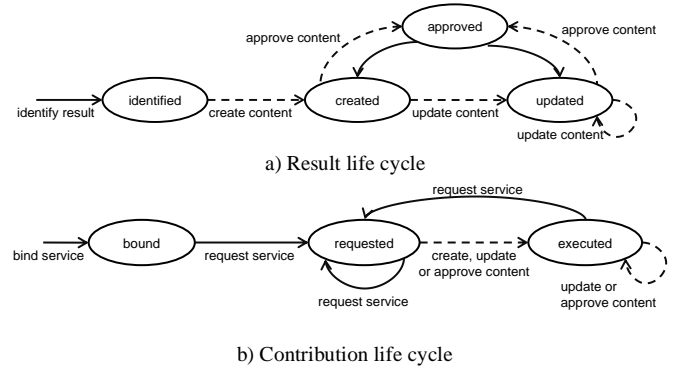 approved
approve content
approve content
identified
created
updated
identify result
create content
update content
update content
a) Result life cycle
request service
bound
requested
executed
bind service
request service
create, update
or approve content
update or
approve content
request service
b) Contribution life cycle